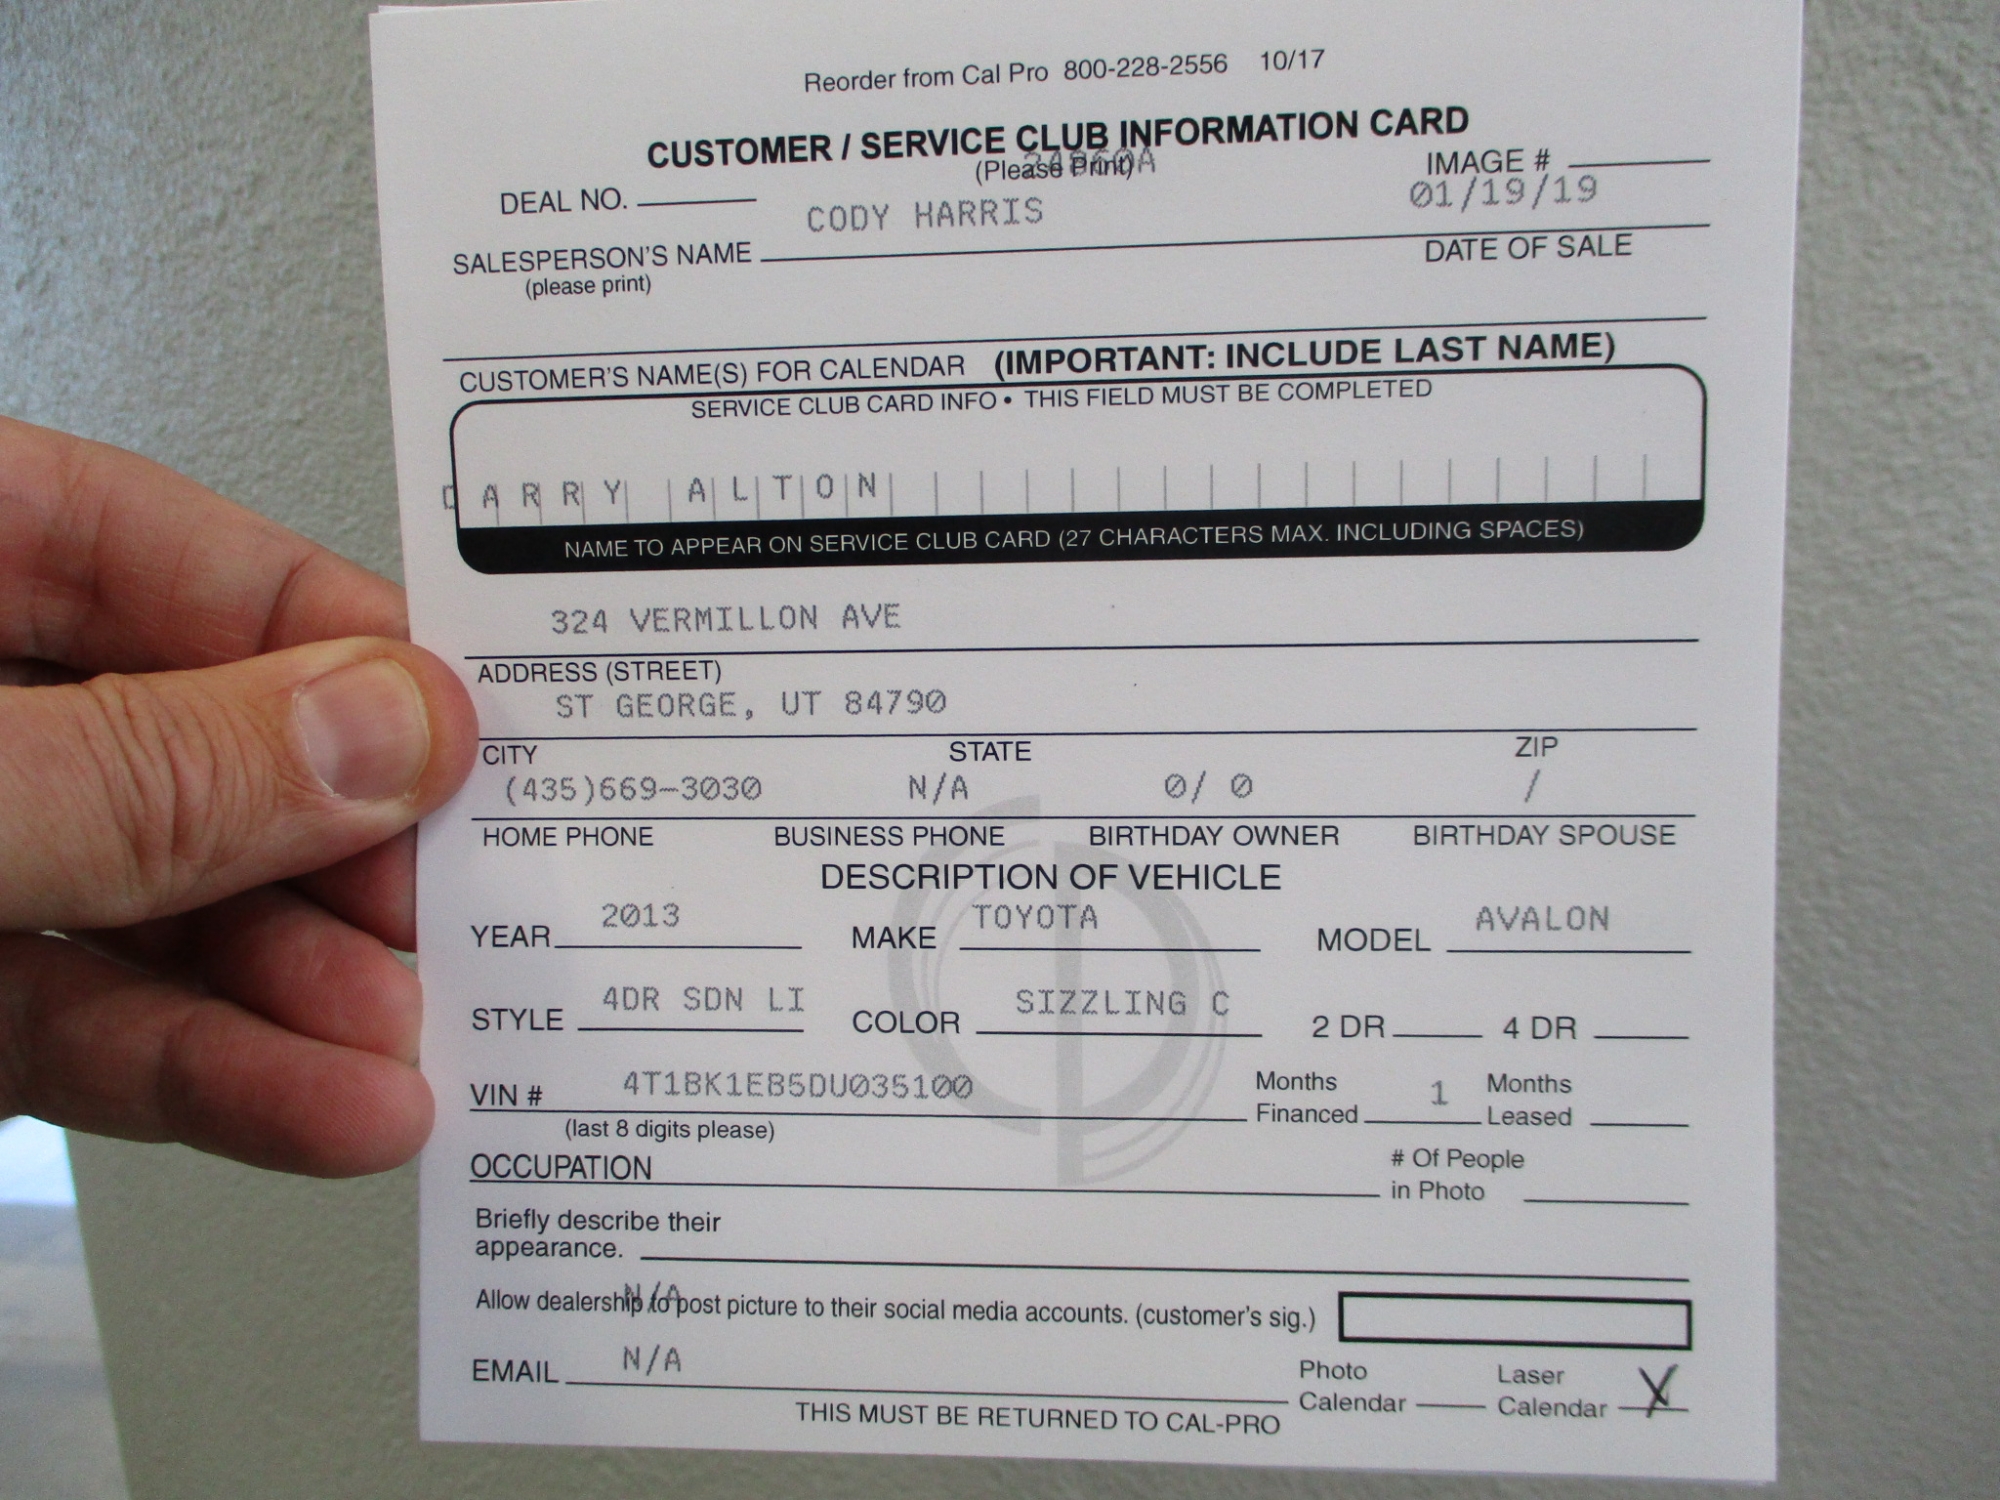 Reorder from Cal Pro 800-228-2556 10/17
CUSTOMER / SERVICE CLUB INFORMATION CARD
(Please Print)
DEAL NO. IMAGE #
CODY HARRIS 01/19/19
SALESPERSON'S NAME DATE OF SALE
(please print)
CUSTOMER'S NAME(S) FOR CALENDAR (IMPORTANT: INCLUDE LAST NAME)
SERVICE CLUB CARD INFO • THIS FIELD MUST BE COMPLETED
ALTON
NAME TO APPEAR ON SERVICE CLUB CARD (27 CHARACTERS MAX. INCLUDING SPACES)
324 VERMILLON AVE
ADDRESS (STREET)
ST GEORGE, UT 84790
CITY STATE ZIP
(435)669-3030 N/A 0/ 0 /
HOME PHONE BUSINESS PHONE BIRTHDAY OWNER BIRTHDAY SPOUSE
DESCRIPTION OF VEHICLE
YEAR 2013 MAKE TOYOTA MODEL AVALON
STYLE 4DR SDN LI COLOR SIZZLING C 2 DR 4 DR
VIN # 4T1BK1EB5DU035100 Months Financed 1 Months Leased
(last 8 digits please)
OCCUPATION # Of People in Photo
Briefly describe their
appearance.
N/A
Allow dealership to post picture to their social media accounts. (customer's sig.)
EMAIL N/A Photo Calendar Laser Calendar X
THIS MUST BE RETURNED TO CAL-PRO